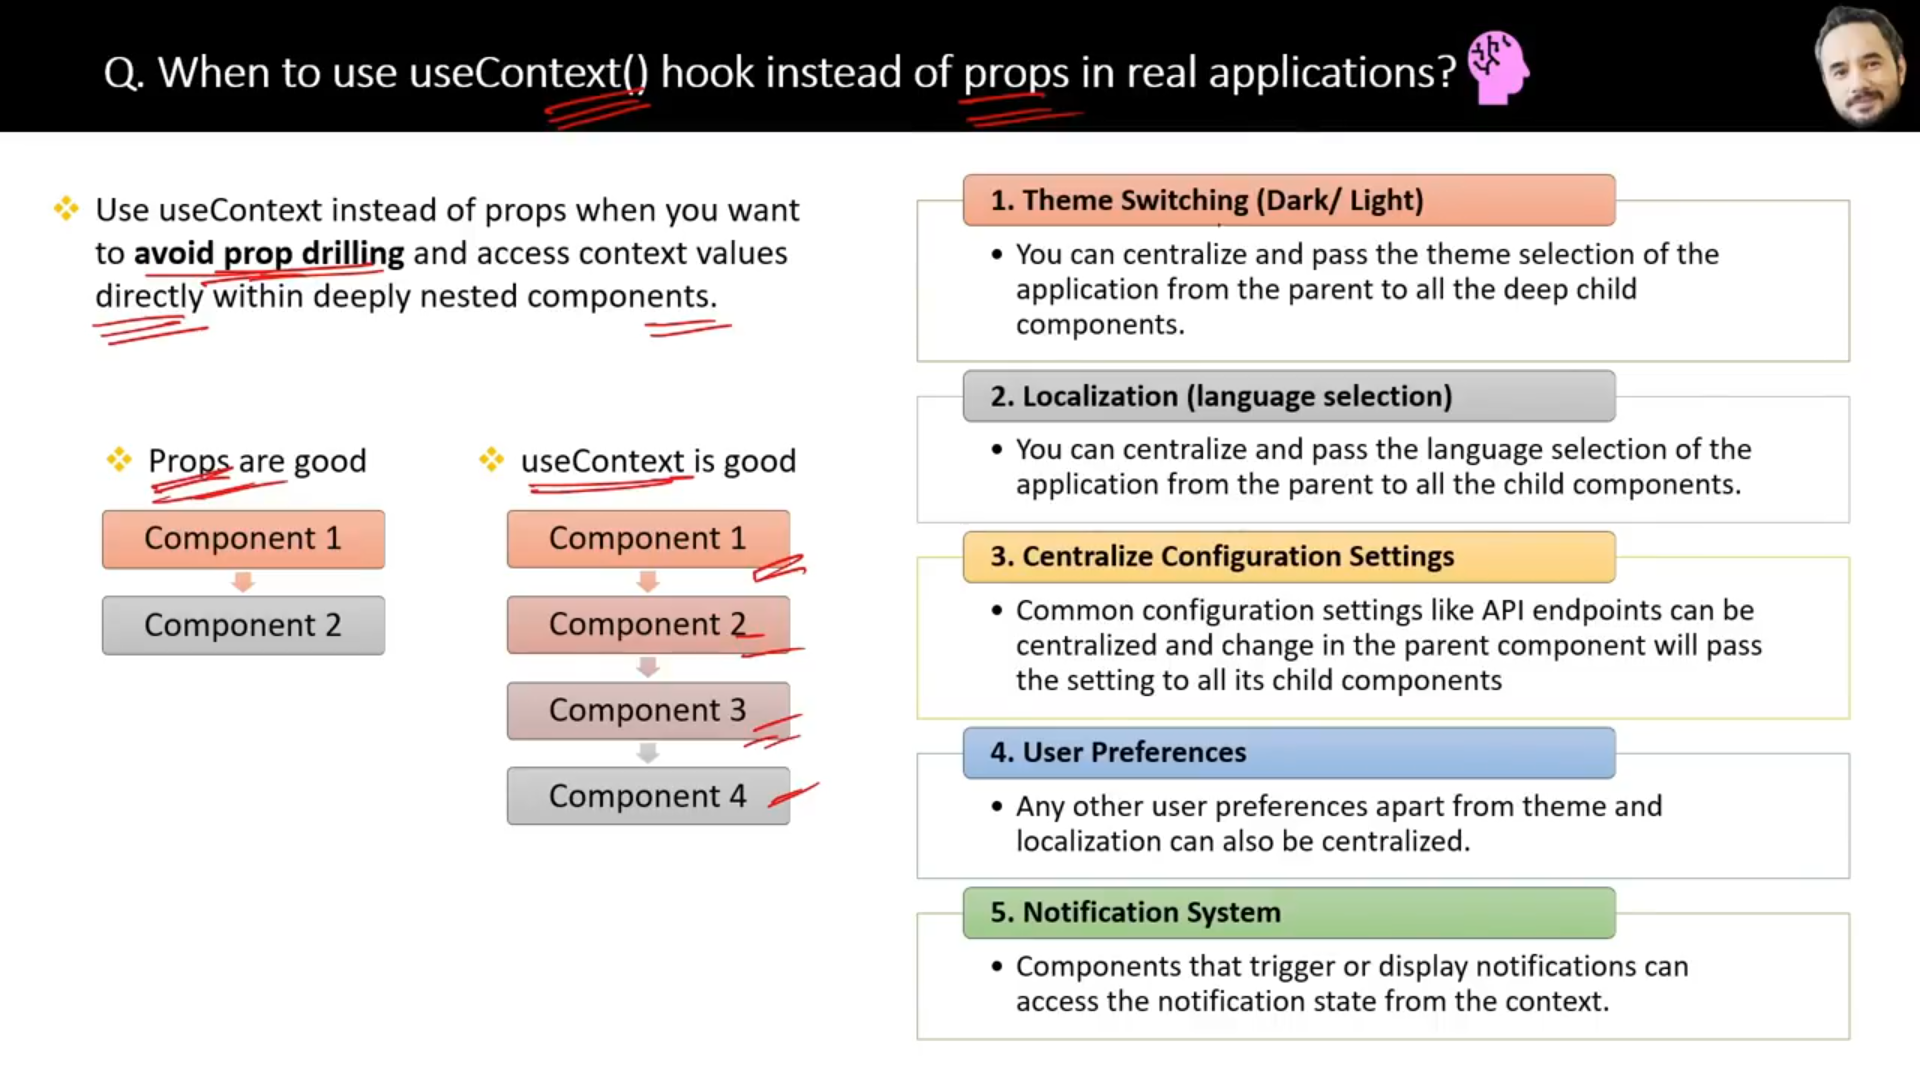 Q. When to use useContext() hook instead of props in real applications?
❖ Use useContext instead of props when you want
to avoid prop drilling and access context values
directly within deeply nested components.
❖ Props are good
Component 1
Component 2
❖ useContext is good
Component 1
Component 2
Component 3
Component 4
1. Theme Switching (Dark/ Light)
• You can centralize and pass the theme selection of the
application from the parent to all the deep child
components.
2. Localization (language selection)
• You can centralize and pass the language selection of the
application from the parent to all the child components.
3. Centralize Configuration Settings
• Common configuration settings like API endpoints can be
centralized and change in the parent component will pass
the setting to all its child components
4. User Preferences
• Any other user preferences apart from theme and
localization can also be centralized.
5. Notification System
• Components that trigger or display notifications can
access the notification state from the context.